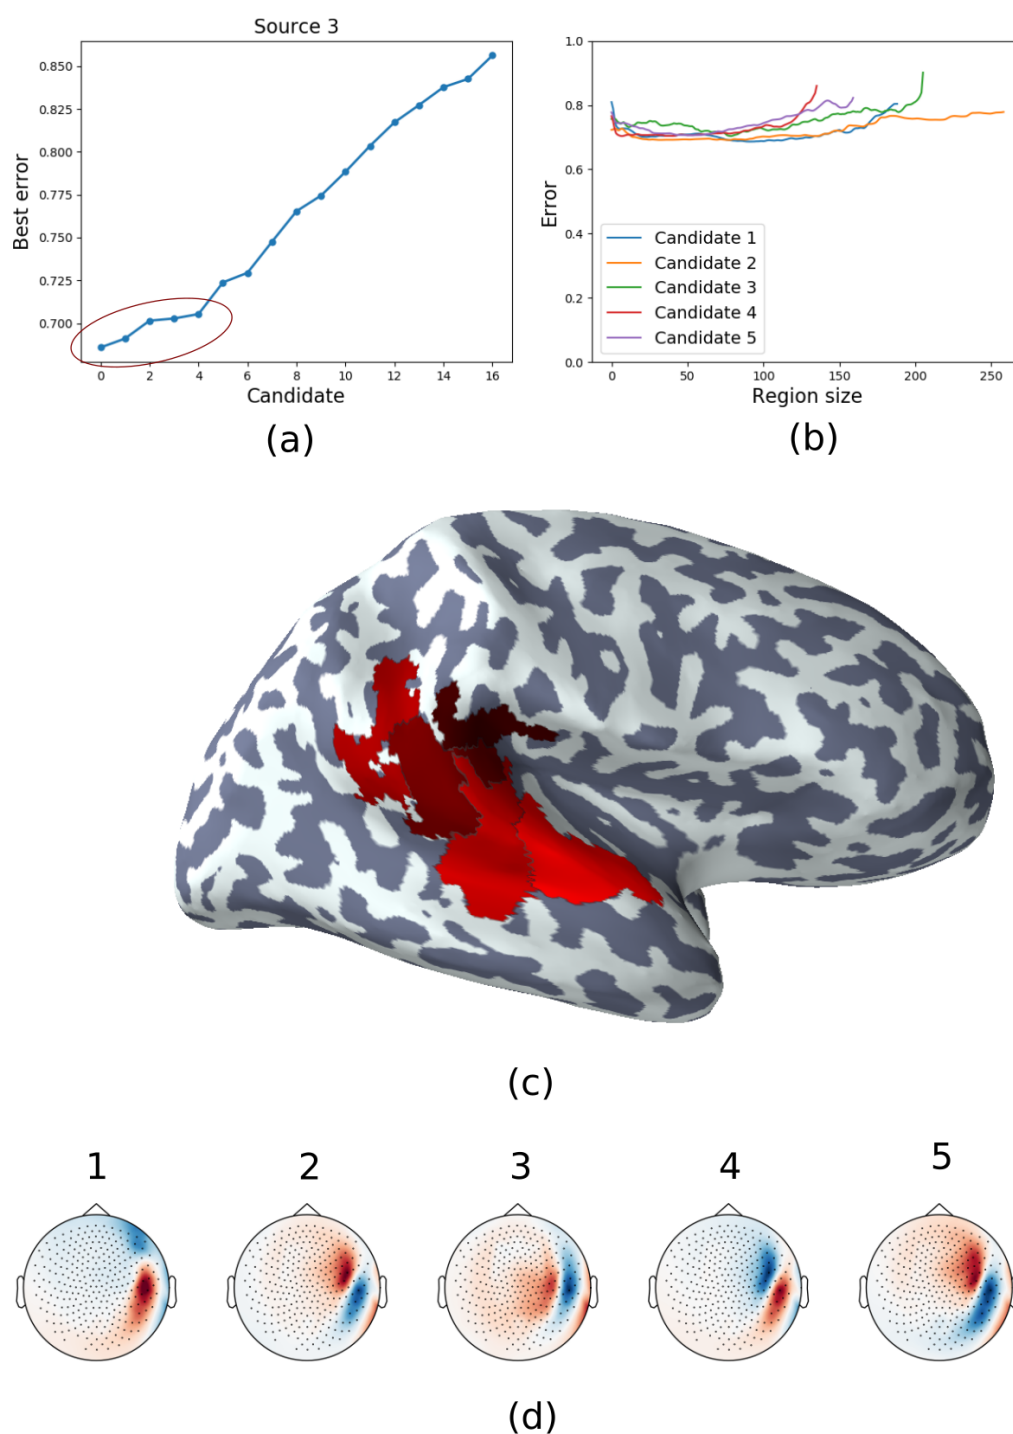 Source 3
Best error
0.850
0.825
0.800
0.775
0.750
0.725
0.700
0 2 4 6 8 10 12 14 16
Candidate
(a)
Error
1.0
0.8
0.6
0.4
0.2
0.0
Candidate 1
Candidate 2
Candidate 3
Candidate 4
Candidate 5
0 50 100 150 200 250
Region size
(b)
(c)
1 2 3 4 5
(d)